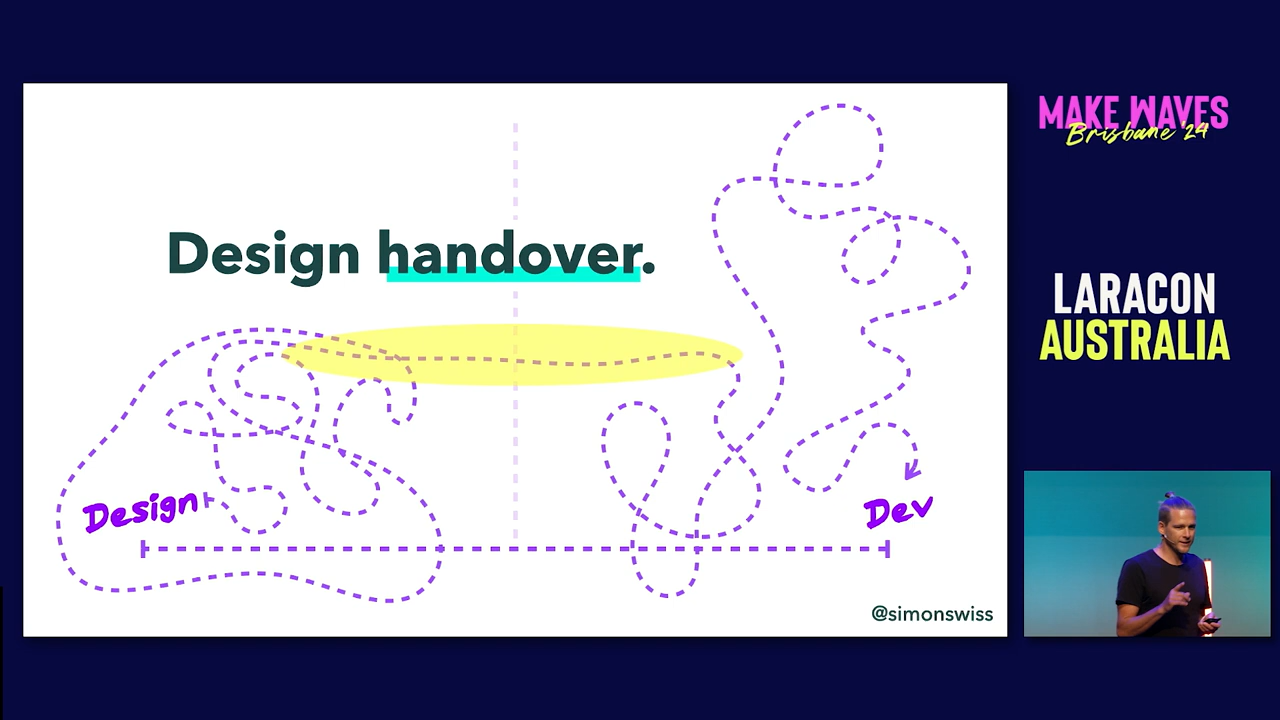 Design handover.
Design
Dev
@simonswiss
MAKE WAVES
Brisbane '24
LARACON
AUSTRALIA